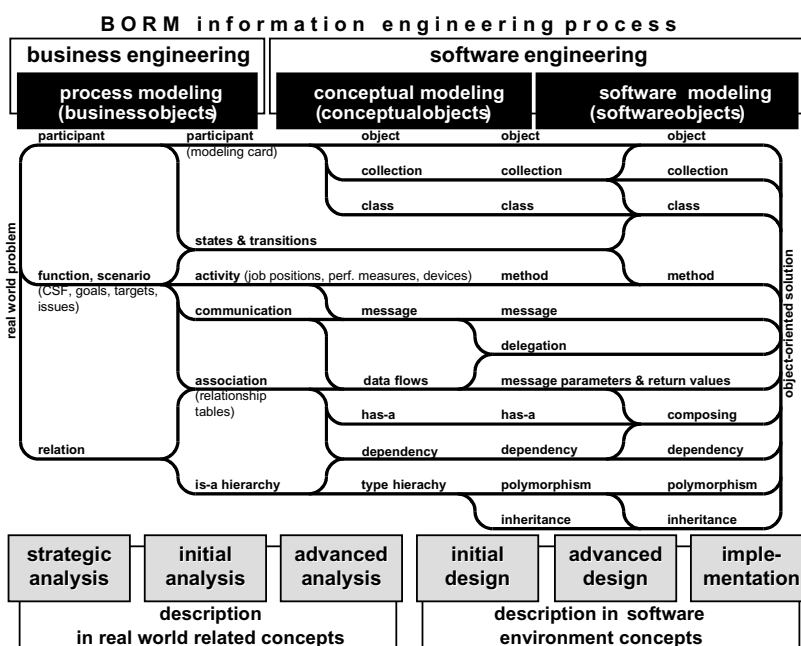 BORM information engineering process
business engineering
software engineering
process modeling
(businessobjects)
conceptual modeling
(conceptualobjects)
software modeling
(softwareobjects)
participant participant object object object
(modeling card)
collection collection collection
class class class
states & transitions
function, scenario activity (job positions, perf. measures, devices) method method
(CSF, goals, targets,
issues)
communication message message
delegation
association data flows message parameters & return values
(relationship
tables)
has-a has-a composing
relation dependency dependency dependency
is-a hierarchy type hierachy polymorphism polymorphism
inheritance inheritance
real world problem
object-oriented solution
strategic
analysis
initial
analysis
advanced
analysis
initial
design
advanced
design
imple-
mentation
description
in real world related concepts
description in software
environment concepts